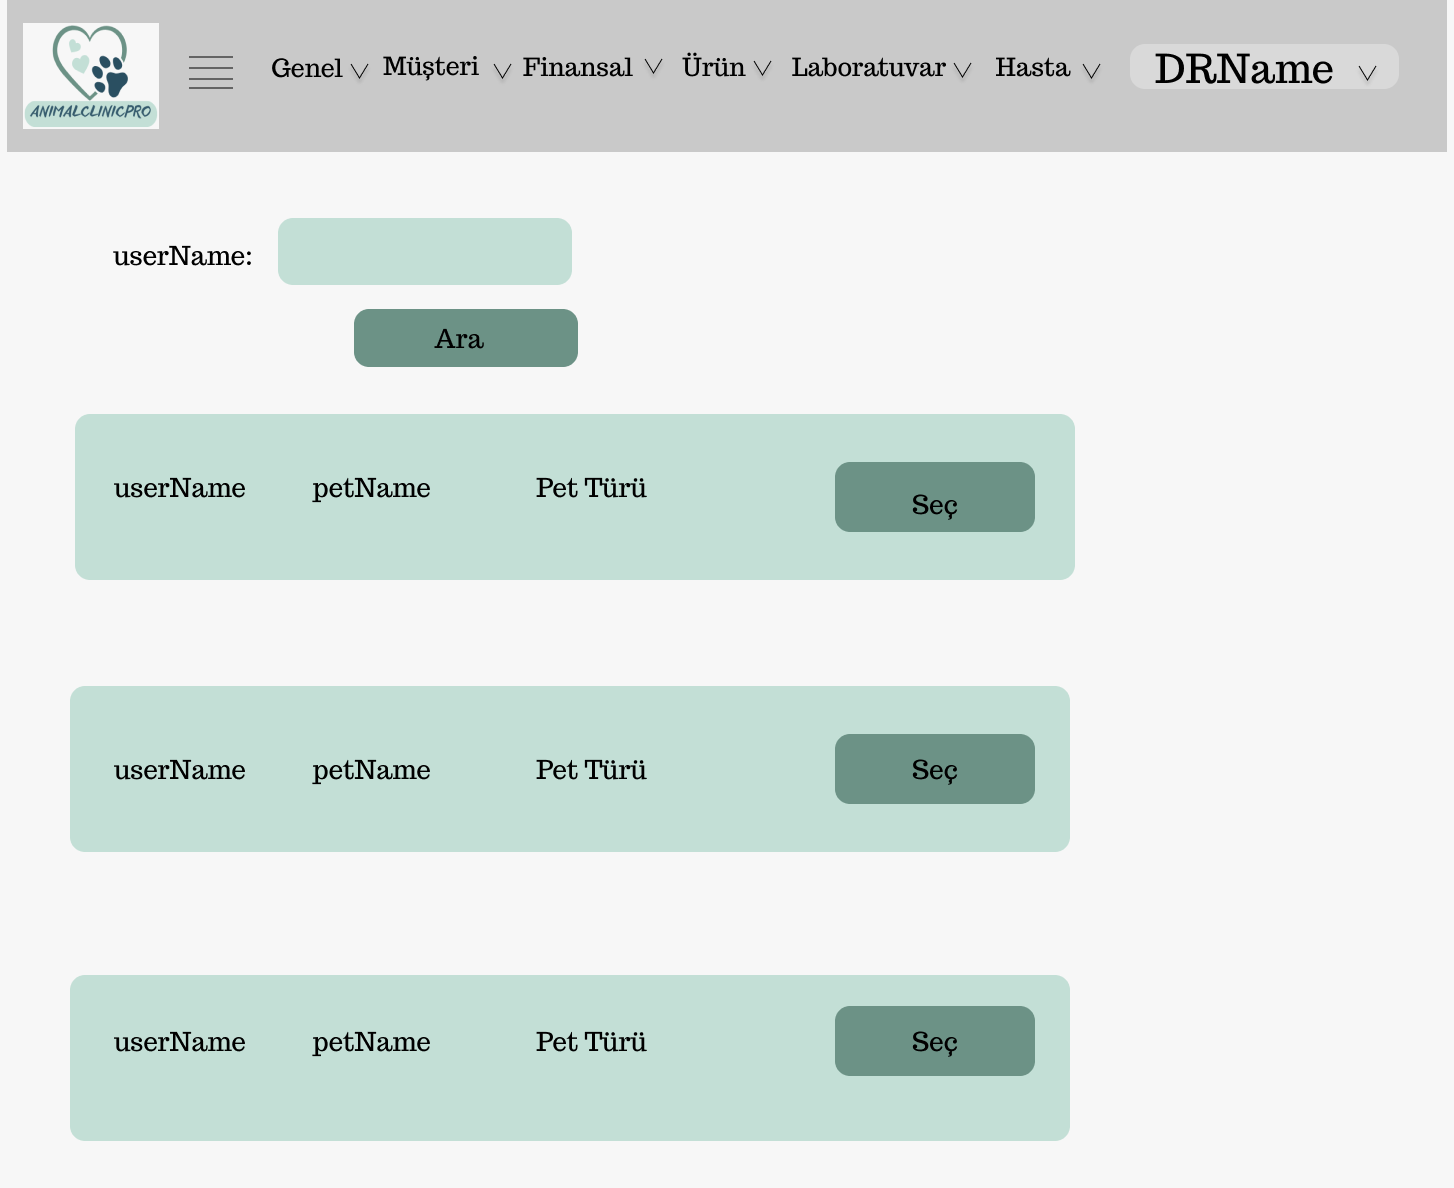 ANIMALCLINICPRO
Genel Müşteri Finansal Ürün Laboratuvar Hasta DRName
userName:
Ara
userName petName Pet Türü Seç
userName petName Pet Türü Seç
userName petName Pet Türü Seç